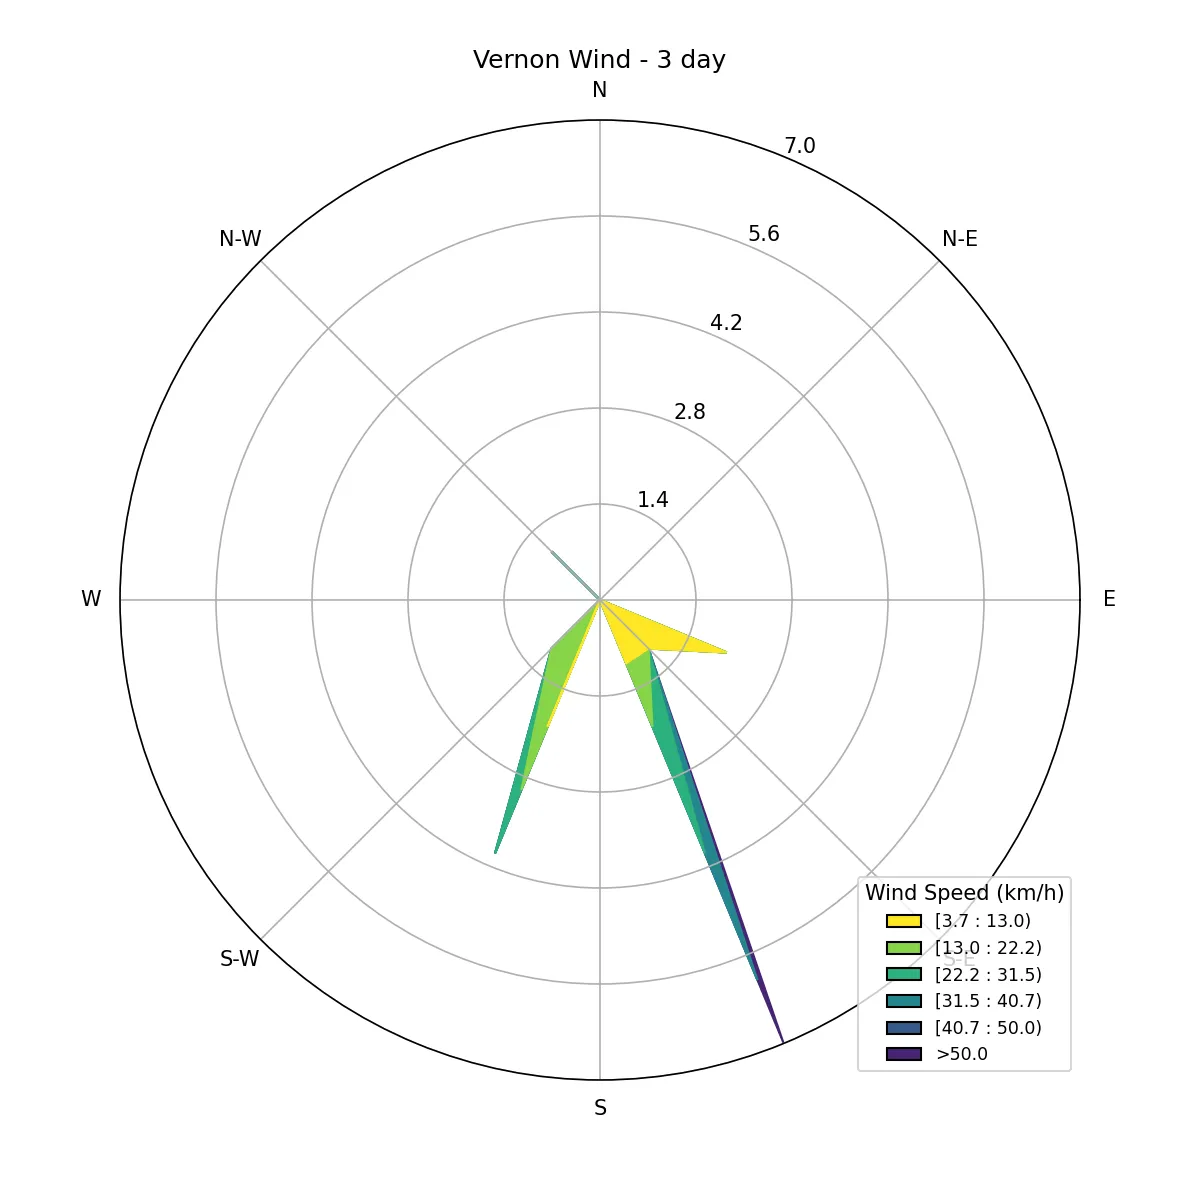 Vernon Wind - 3 day
N
7.0
N-W
5.6
N-E
4.2
2.8
1.4
W
E
Wind Speed (km/h)
[3.7 : 13.0)
[13.0 : 22.2)
S-W
S-E
[22.2 : 31.5)
[31.5 : 40.7)
[40.7 : 50.0)
>50.0
S